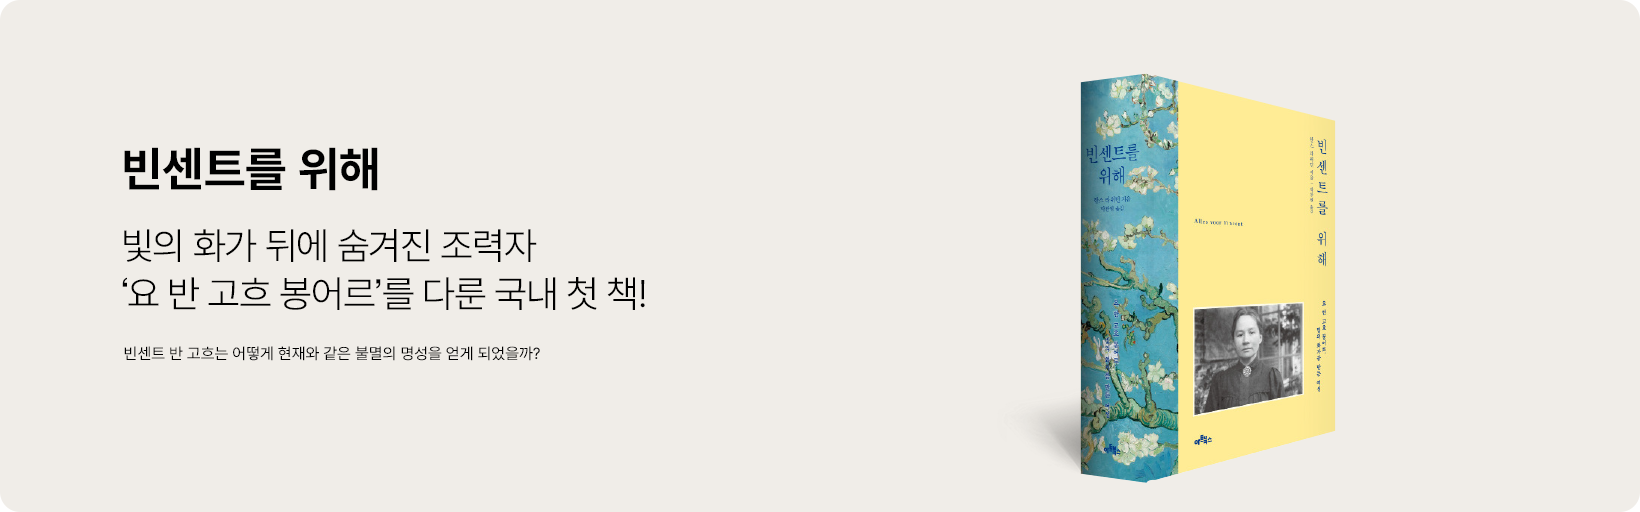 빈센트를 위해
빛의 화가 뒤에 숨겨진 조력자
‘요 반 고흐 봉어르’를 다룬 국내 첫 책!
빈센트 반 고흐는 어떻게 현재와 같은 불멸의 명성을 얻게 되었을까?
빈센트를
위해
빈센트를 위해
Alles voor Vincent